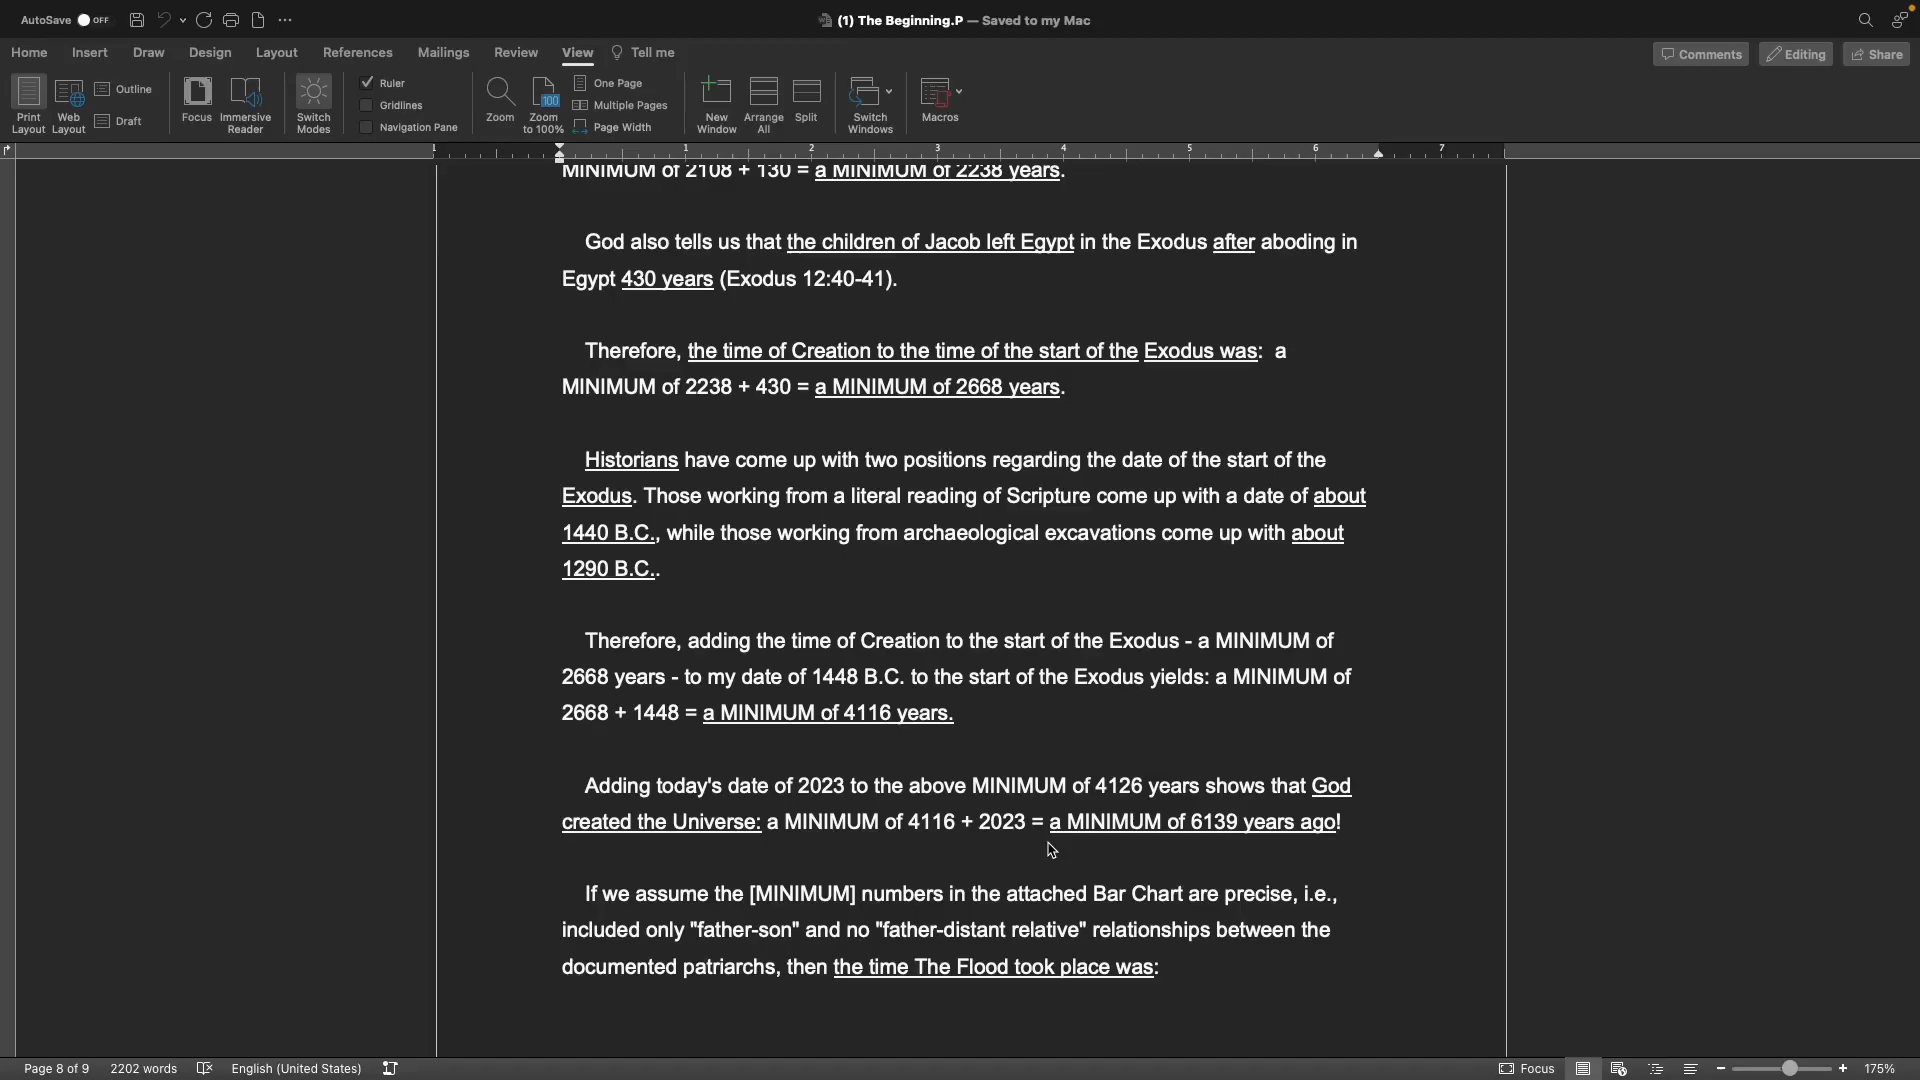 AutoSave OFF
(1) The Beginning.P — Saved to my Mac
Home Insert Draw Design Layout References Mailings Review View Tell me
Comments Editing Share
Print Layout
Web Layout
Outline
Draft
Focus
Immersive Reader
Switch Modes
Ruler
Gridlines
Navigation Pane
Zoom
100
Zoom to 100%
One Page
Multiple Pages
Page Width
New Window
Arrange All
Split
Switch Windows
Macros
1 1 2 3 4 5 6 7
MINIMUM of 2108 + 130 = a MINIMUM of 2238 years.
God also tells us that the children of Jacob left Egypt in the Exodus after aboding in
Egypt 430 years (Exodus 12:40-41).
Therefore, the time of Creation to the time of the start of the Exodus was: a
MINIMUM of 2238 + 430 = a MINIMUM of 2668 years.
Historians have come up with two positions regarding the date of the start of the
Exodus. Those working from a literal reading of Scripture come up with a date of about
1440 B.C., while those working from archaeological excavations come up with about
1290 B.C..
Therefore, adding the time of Creation to the start of the Exodus - a MINIMUM of
2668 years - to my date of 1448 B.C. to the start of the Exodus yields: a MINIMUM of
2668 + 1448 = a MINIMUM of 4116 years.
Adding today's date of 2023 to the above MINIMUM of 4126 years shows that God
created the Universe: a MINIMUM of 4116 + 2023 = a MINIMUM of 6139 years ago!
If we assume the [MINIMUM] numbers in the attached Bar Chart are precise, i.e.,
included only "father-son" and no "father-distant relative" relationships between the
documented patriarchs, then the time The Flood took place was:
Page 8 of 9 2202 words English (United States) Focus 175%